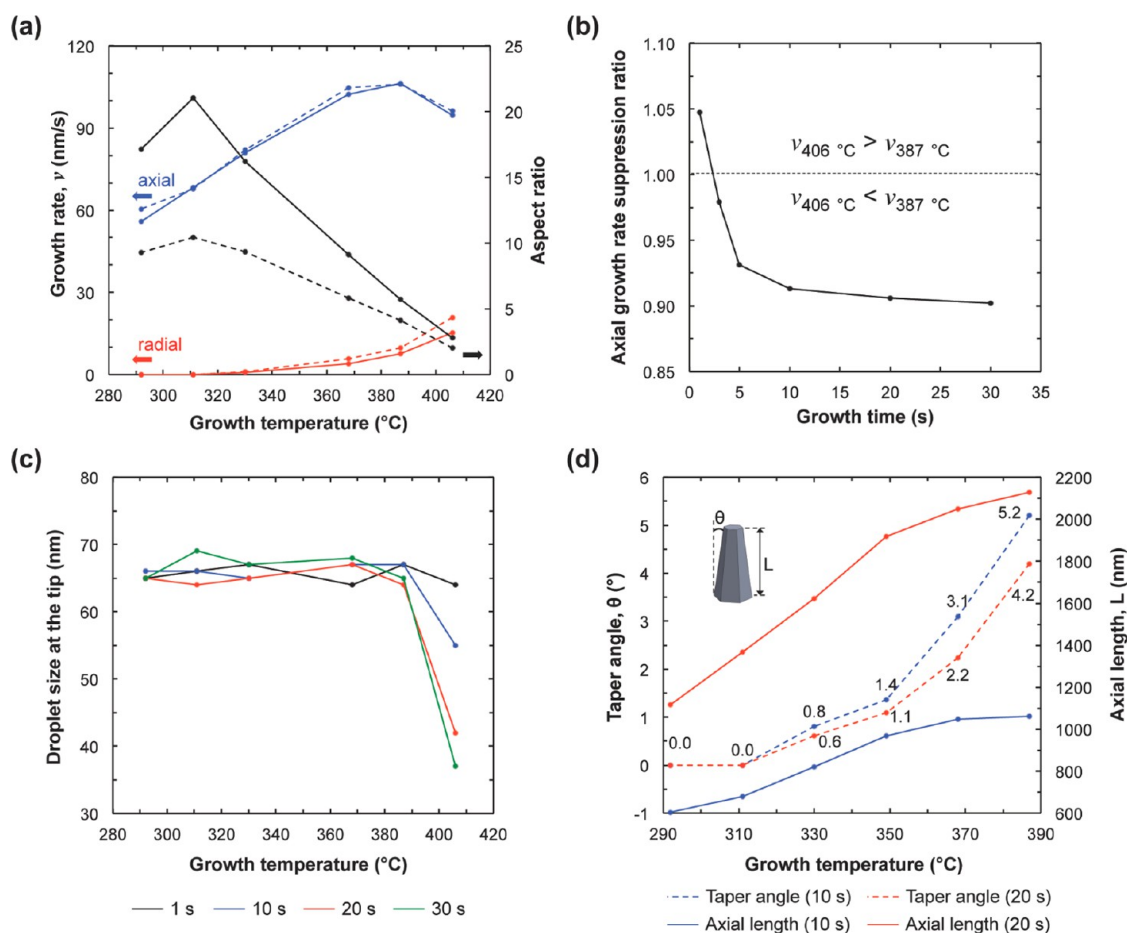 (a)
120
90
60
30
0
Growth rate, v (nm/s)
axial
radial
25
20
15
10
5
0
Aspect ratio
280 300 320 340 360 380 400 420
Growth temperature (°C)
(b)
1.10
1.05
1.00
0.95
0.90
0.85
Axial growth rate suppression ratio
v406 °C > v387 °C
v406 °C < v387 °C
0 5 10 15 20 25 30 35
Growth time (s)
(c)
80
70
60
50
40
30
Droplet size at the tip (nm)
280 300 320 340 360 380 400 420
Growth temperature (°C)
1 s 10 s 20 s 30 s
(d)
6
5
4
3
2
1
0
-1
Taper angle, θ (°)
θ
L
0.0
0.0
0.8
0.6
1.4
1.1
3.1
2.2
5.2
4.2
2200
2000
1800
1600
1400
1200
1000
800
600
Axial length, L (nm)
290 310 330 350 370 390
Growth temperature (°C)
Taper angle (10 s) Taper angle (20 s)
Axial length (10 s) Axial length (20 s)